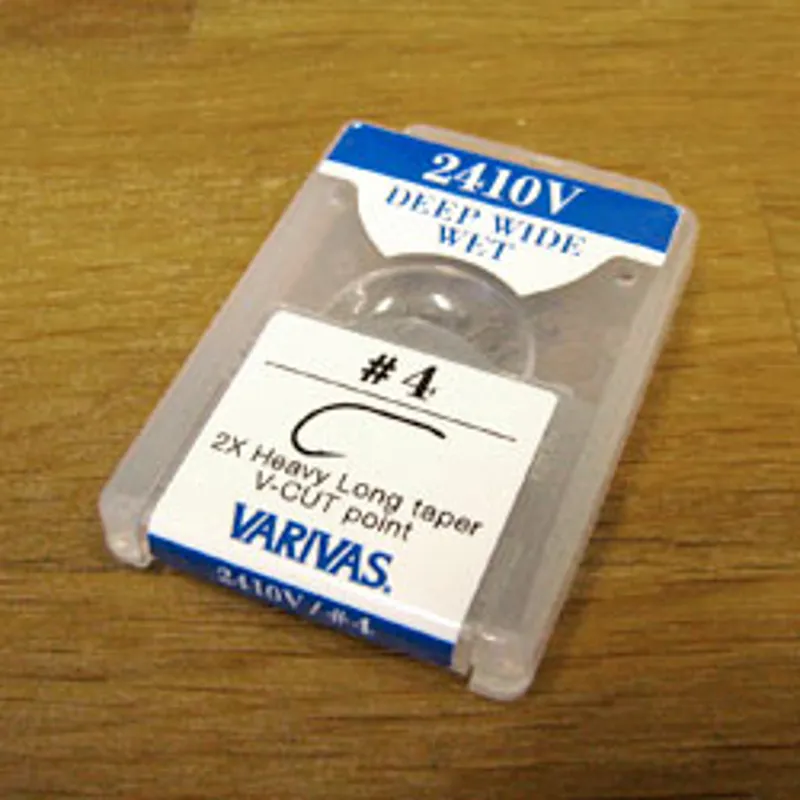 2410V
DEEP WIDE
WET
#4
2X Heavy Long taper
V-CUT point
VARIVAS.
2410V/#4